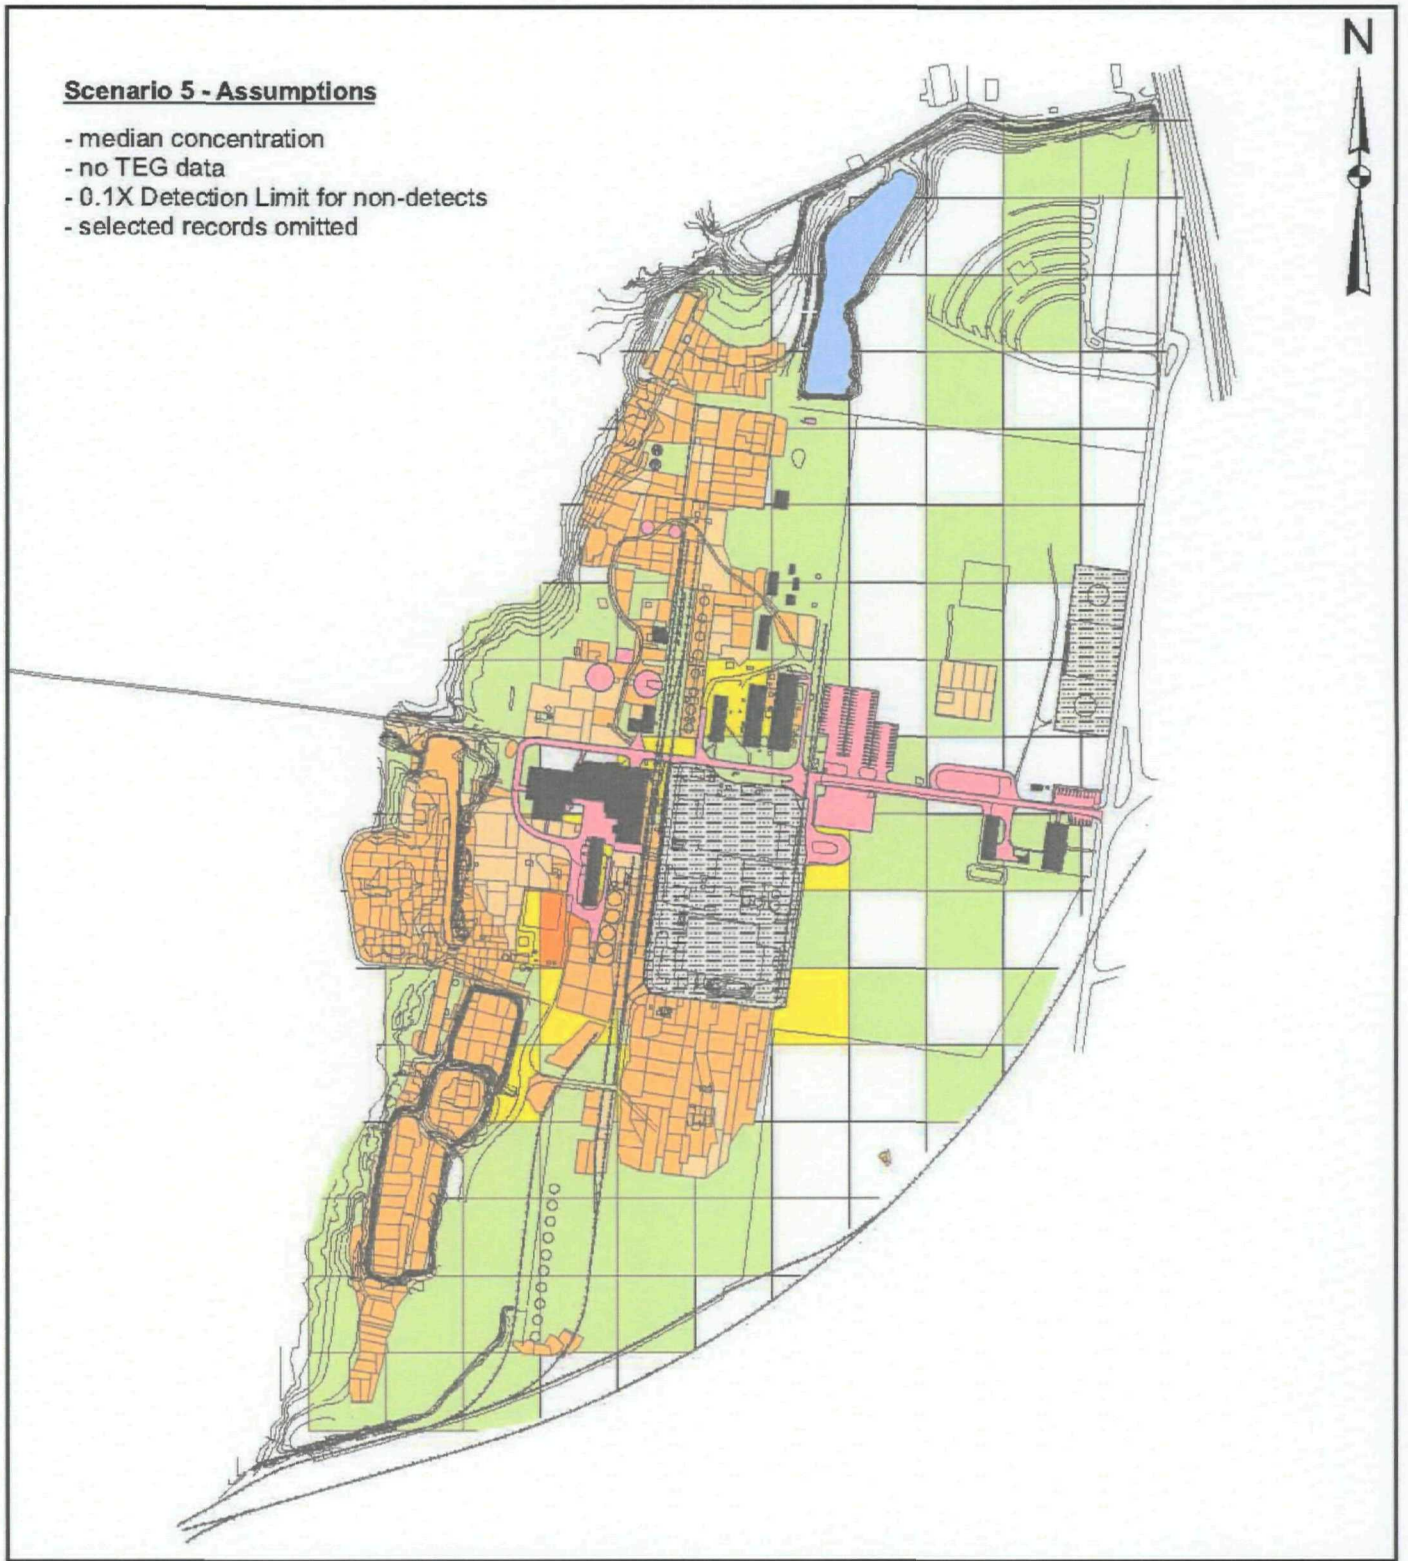 N
Scenario 5 - Assumptions
- median concentration
- no TEG data
- 0.1X Detection Limit for non-detects
- selected records omitted